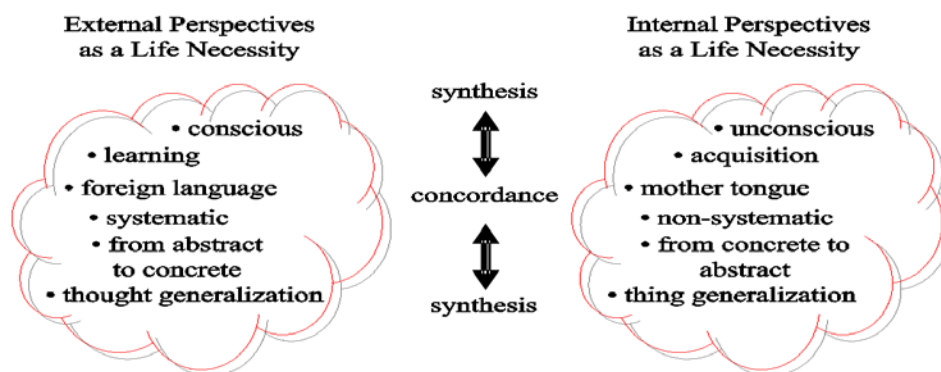 External Perspectives
as a Life Necessity
• conscious
• learning
• foreign language
• systematic
• from abstract
to concrete
• thought generalization
synthesis
concordance
synthesis
Internal Perspectives
as a Life Necessity
• unconscious
• acquisition
• mother tongue
• non-systematic
• from concrete to
abstract
• thing generalization